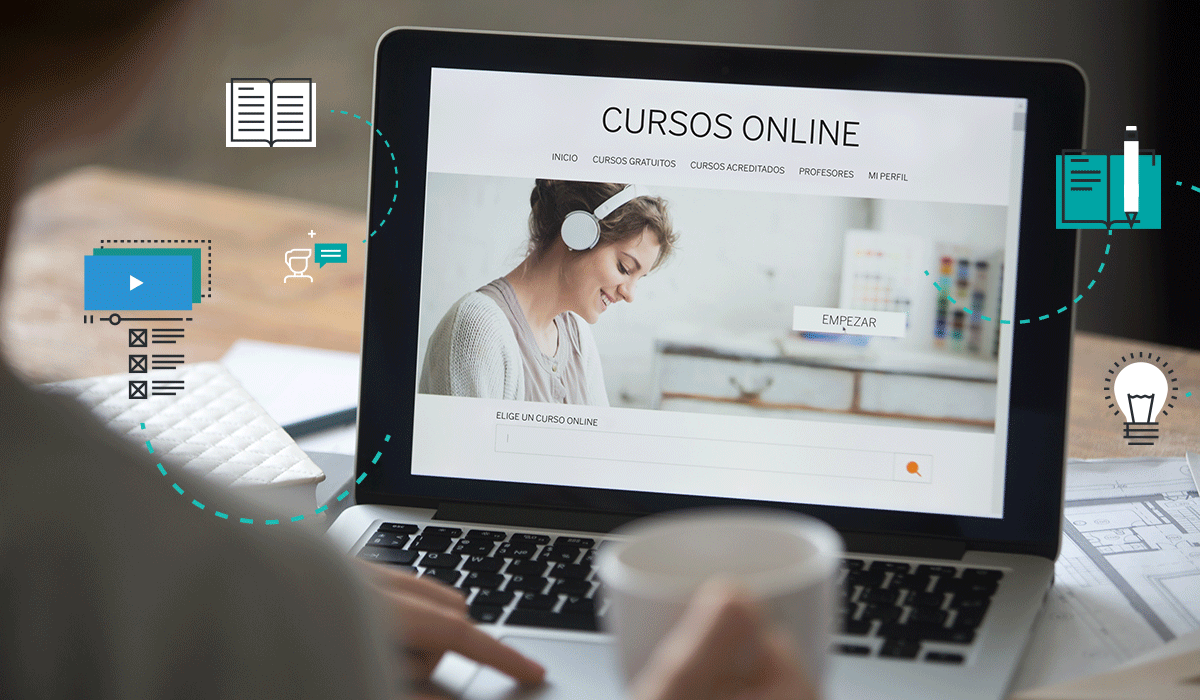 CURSOS ONLINE
INICIO CURSOS GRATUITOS CURSOS ACREDITADOS PROFESORES MI PERFIL
EMPEZAR
ELIGE UN CURSO ONLINE